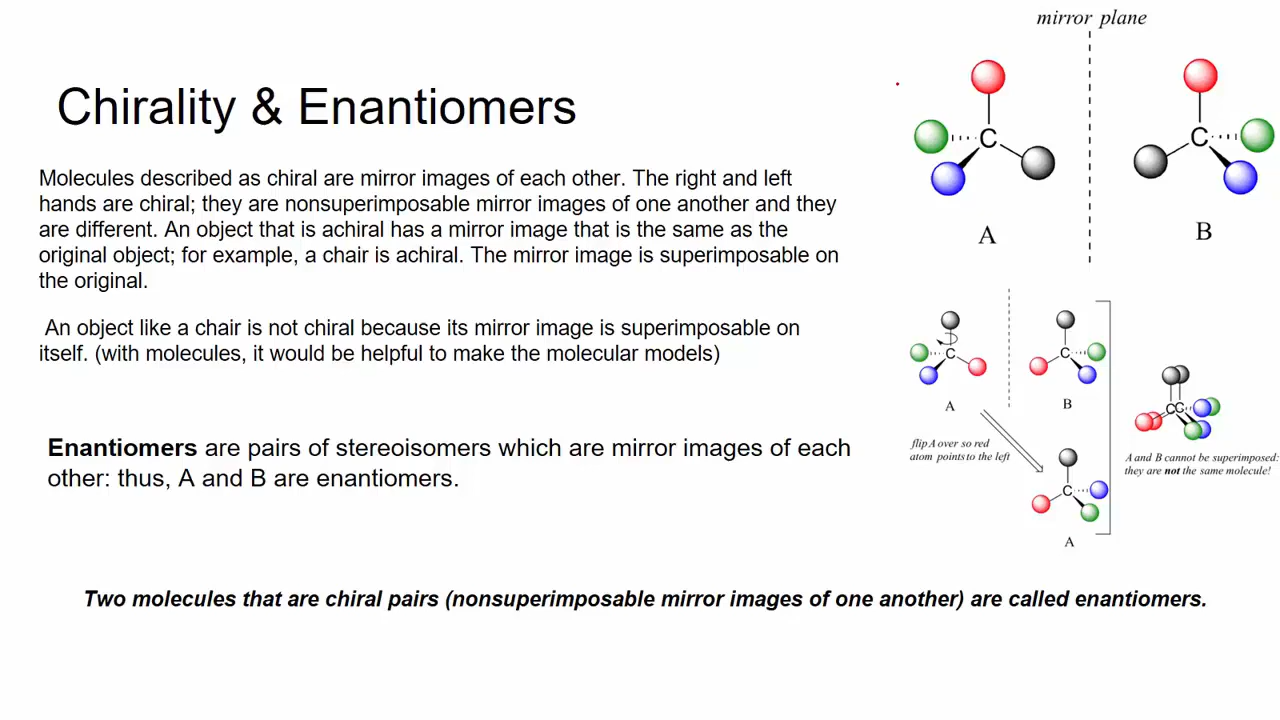 mirror plane
Chirality & Enantiomers
C
C
A
B
Molecules described as chiral are mirror images of each other. The right and left
hands are chiral; they are nonsuperimposable mirror images of one another and they
are different. An object that is achiral has a mirror image that is the same as the
original object; for example, a chair is achiral. The mirror image is superimposable on
the original.
An object like a chair is not chiral because its mirror image is superimposable on
itself. (with molecules, it would be helpful to make the molecular models)
Enantiomers are pairs of stereoisomers which are mirror images of each
other: thus, A and B are enantiomers.
C
C
A
B
flip A over so red
atom points to the left
C
A
CC
A and B cannot be superimposed:
they are not the same molecule!
Two molecules that are chiral pairs (nonsuperimposable mirror images of one another) are called enantiomers.